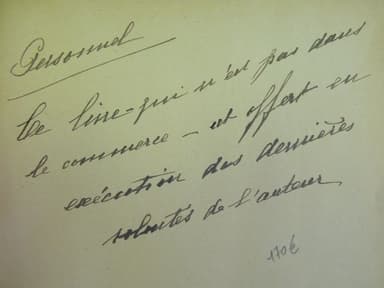 Personnel
Ce livre - qui n'est pas dans
le commerce - est offert en
exécution des dernières
volontés de l'auteur
170€